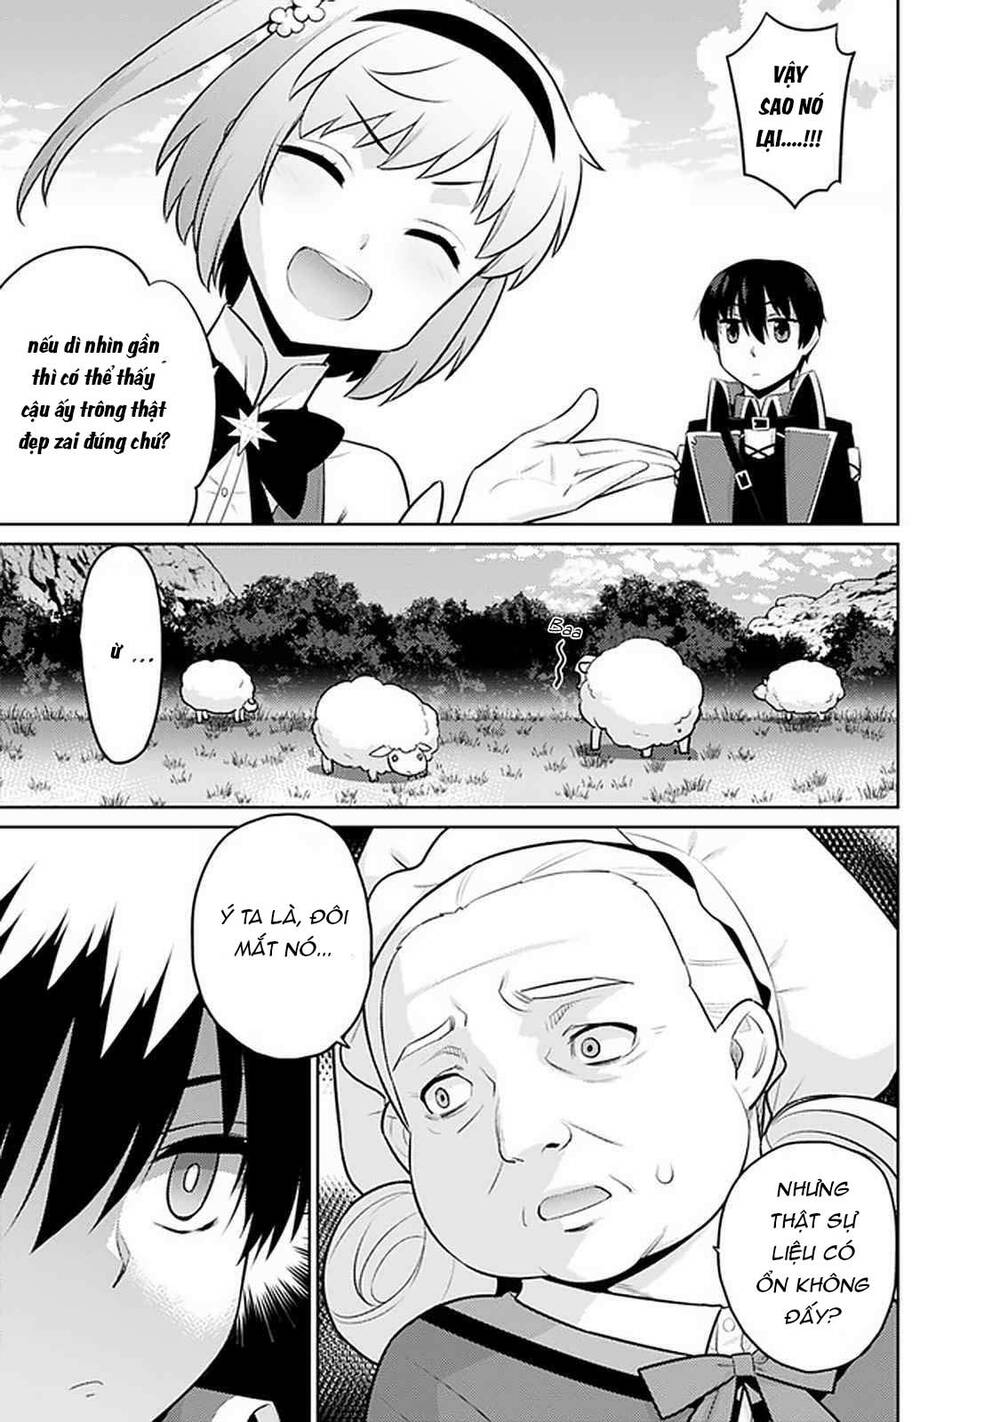 VẬY
SAO NÓ
LẠI....!!!
nếu dì nhìn gần
thì có thể thấy
cậu ấy trông thật
đẹp zai đúng chứ?
Baa
ừ ...
Ý TA LÀ, ĐÔI
MẮT NÓ...
NHƯNG
THẬT SỰ
LIỆU CÓ
ỔN KHÔNG
ĐẤY?